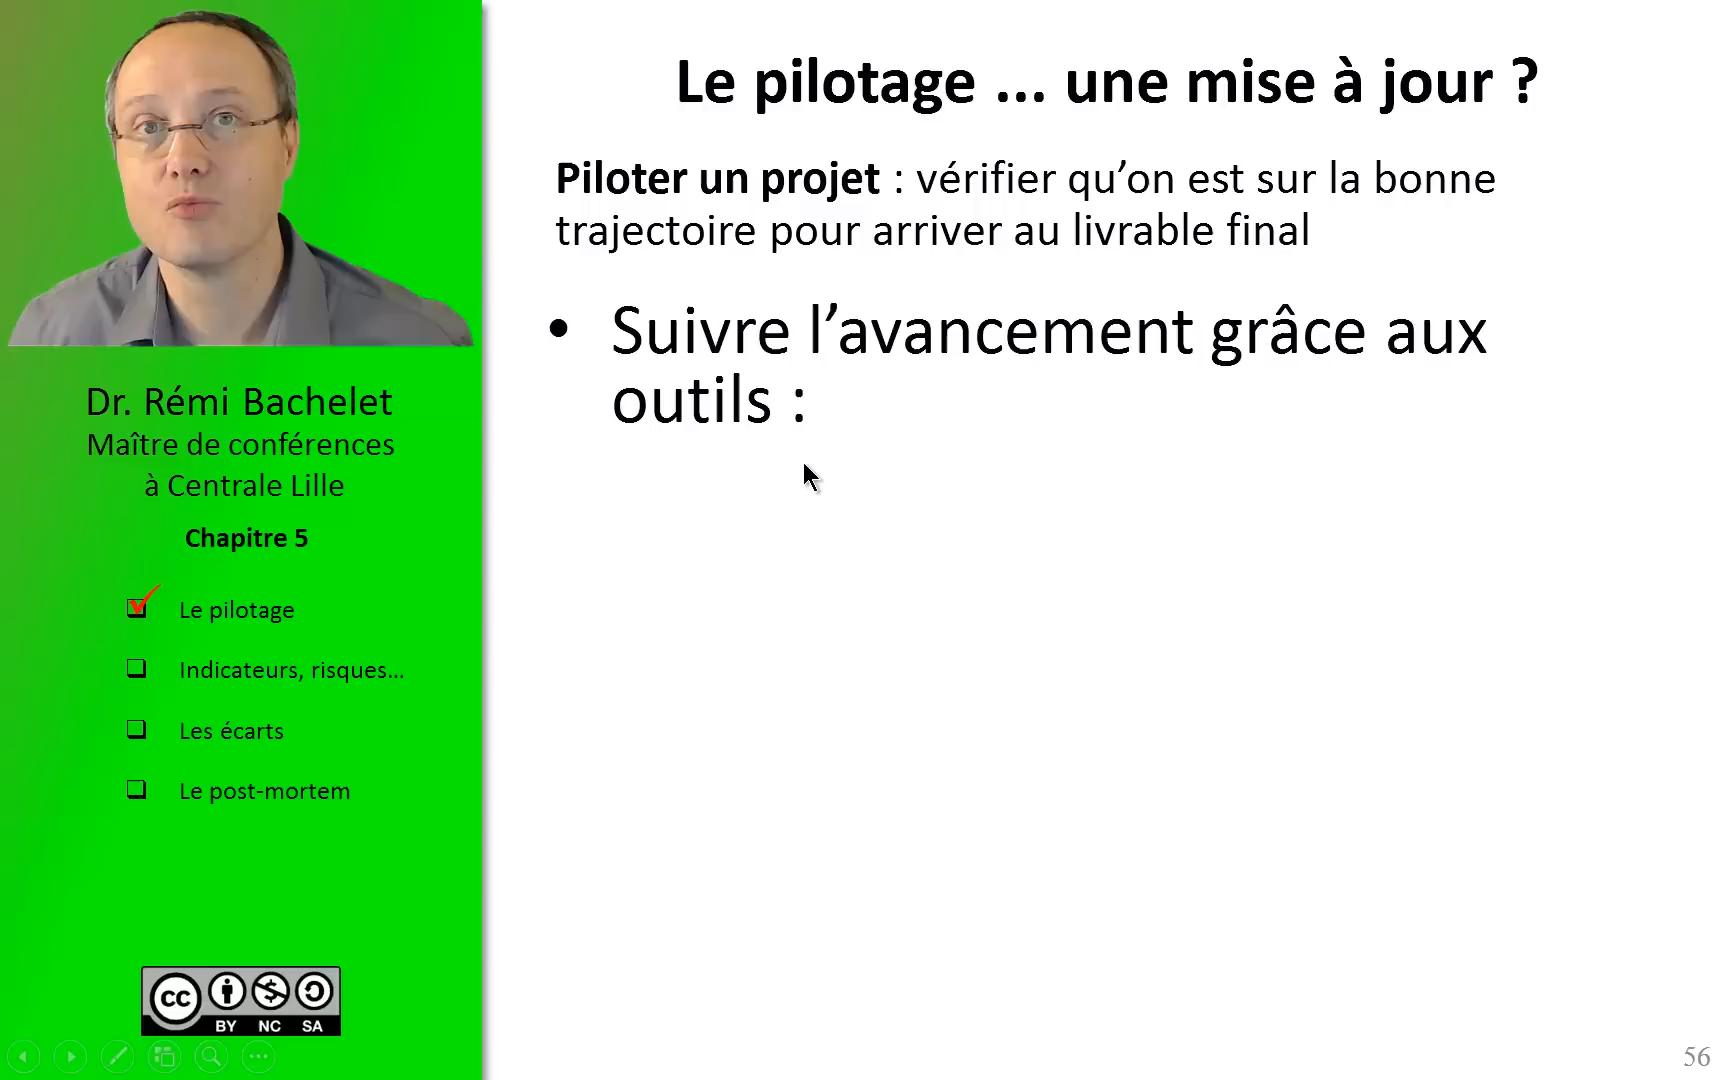 Le pilotage ... une mise à jour ?
Piloter un projet : vérifier qu’on est sur la bonne
trajectoire pour arriver au livrable final
• Suivre l’avancement grâce aux
outils :
Dr. Rémi Bachelet
Maître de conférences
à Centrale Lille
Chapitre 5
Le pilotage
Indicateurs, risques...
Les écarts
Le post-mortem
cc
BY NC SA
56